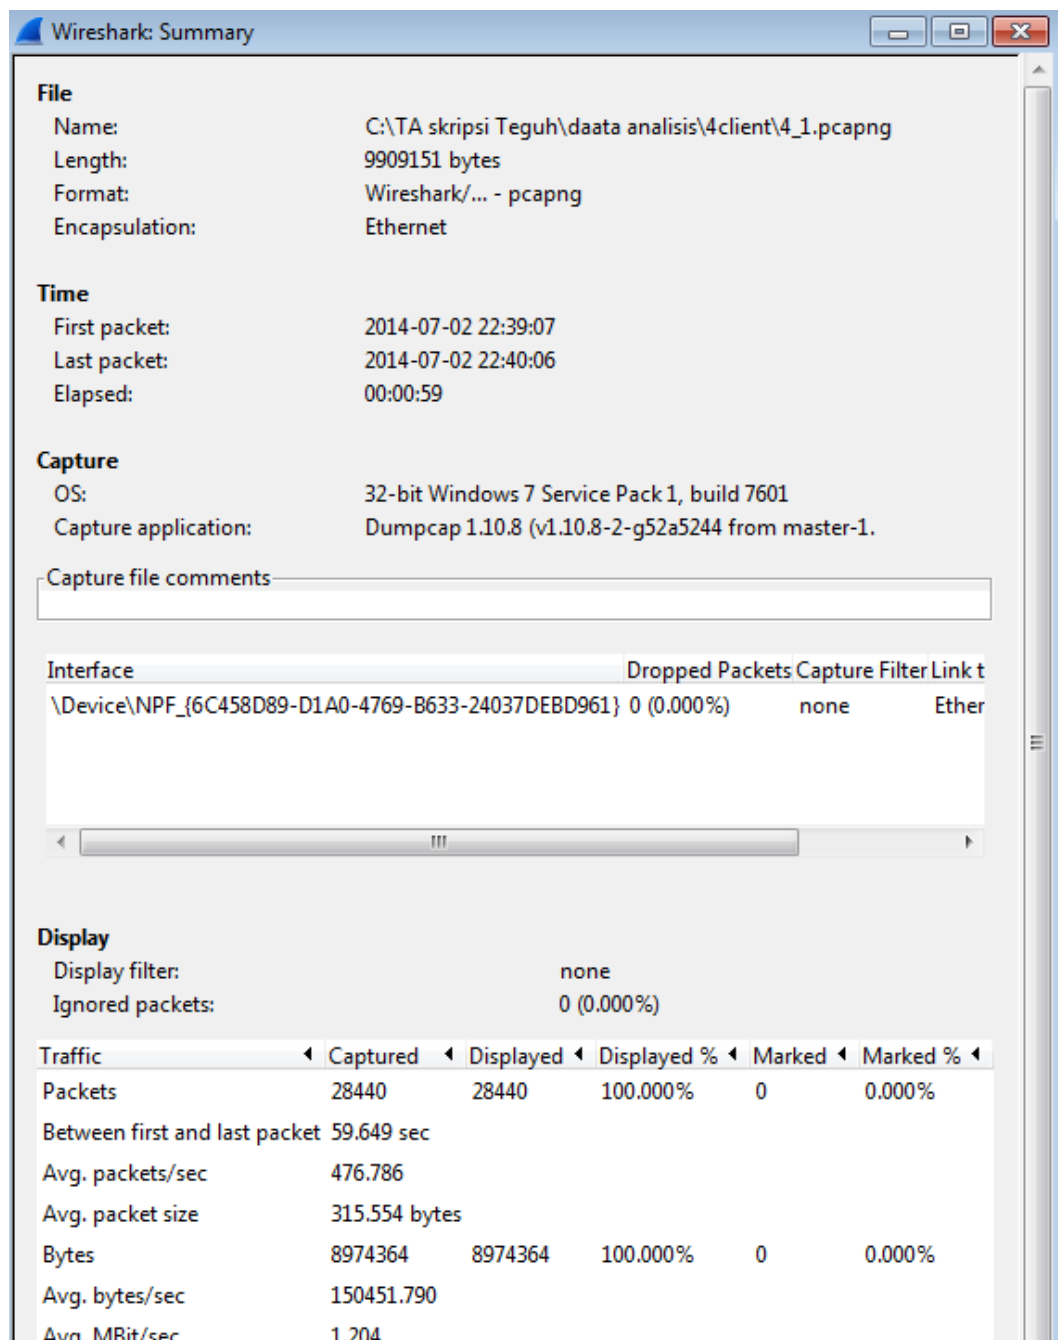 Wireshark: Summary
File
Name: C:\TA skripsi Teguh\daata analisis\4client\4_1.pcapng
Length: 9909151 bytes
Format: Wireshark/... - pcapng
Encapsulation: Ethernet
Time
First packet: 2014-07-02 22:39:07
Last packet: 2014-07-02 22:40:06
Elapsed: 00:00:59
Capture
OS: 32-bit Windows 7 Service Pack 1, build 7601
Capture application: Dumpcap 1.10.8 (v1.10.8-2-g52a5244 from master-1.
Capture file comments
Interface Dropped Packets Capture Filter Link t
\Device\NPF_{6C458D89-D1A0-4769-B633-24037DEBD961} 0 (0.000%) none Ether
Display
Display filter: none
Ignored packets: 0 (0.000%)
Traffic Captured Displayed Displayed % Marked Marked %
Packets 28440 28440 100.000% 0 0.000%
Between first and last packet 59.649 sec
Avg. packets/sec 476.786
Avg. packet size 315.554 bytes
Bytes 8974364 8974364 100.000% 0 0.000%
Avg. bytes/sec 150451.790
Avg. MBit/sec 1.204